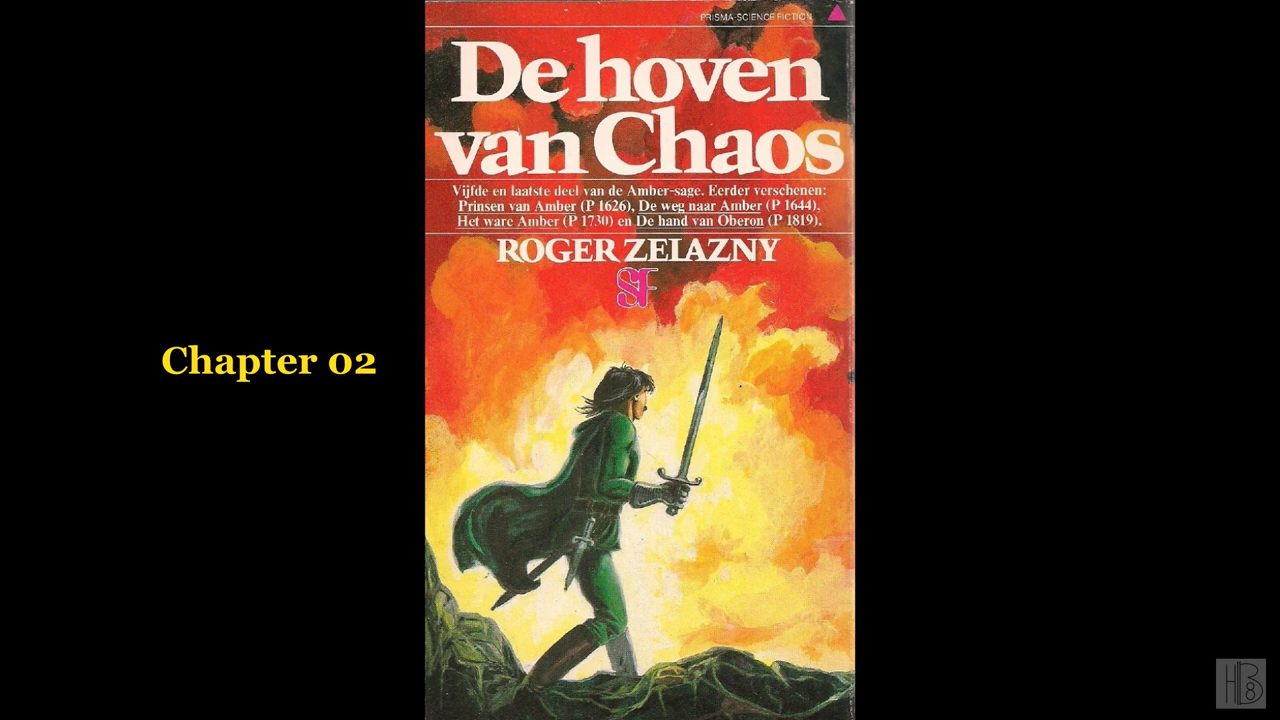 PRISMA-SCIENCE FICTION
De hoven
van Chaos
Vijfde en laatste deel van de Amber-sage. Eerder verschenen:
Prinsen van Amber (P 1626), De weg naar Amber (P 1644),
Het ware Amber (P 1730) en De hand van Oberon (P 1819).
ROGER ZELAZNY
SF
Chapter 02
HB8